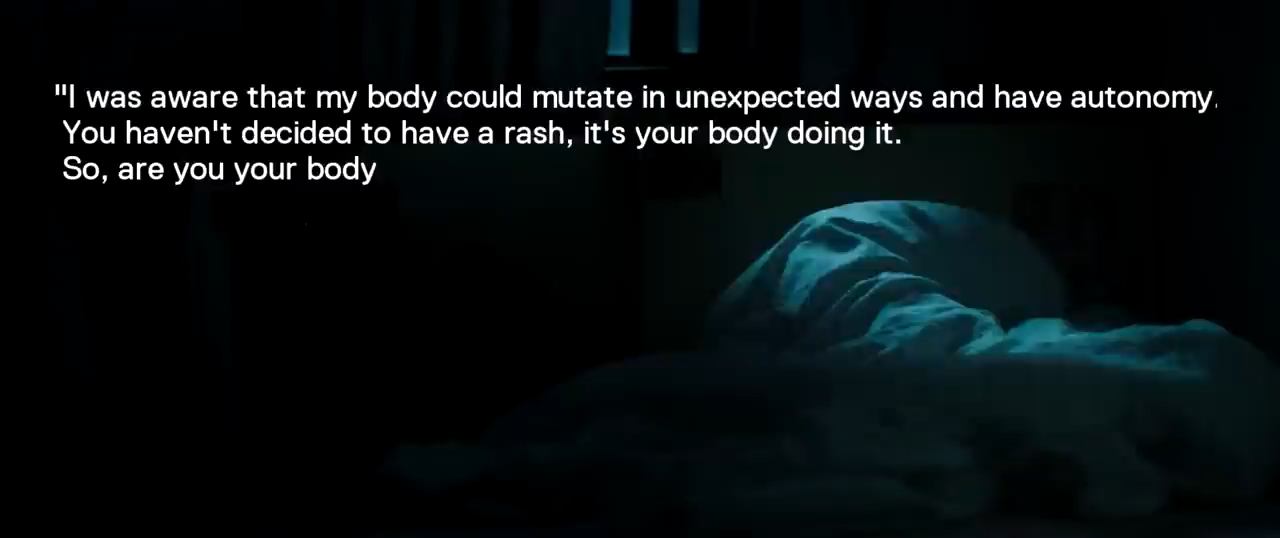 "I was aware that my body could mutate in unexpected ways and have autonomy.
You haven't decided to have a rash, it's your body doing it.
So, are you your body